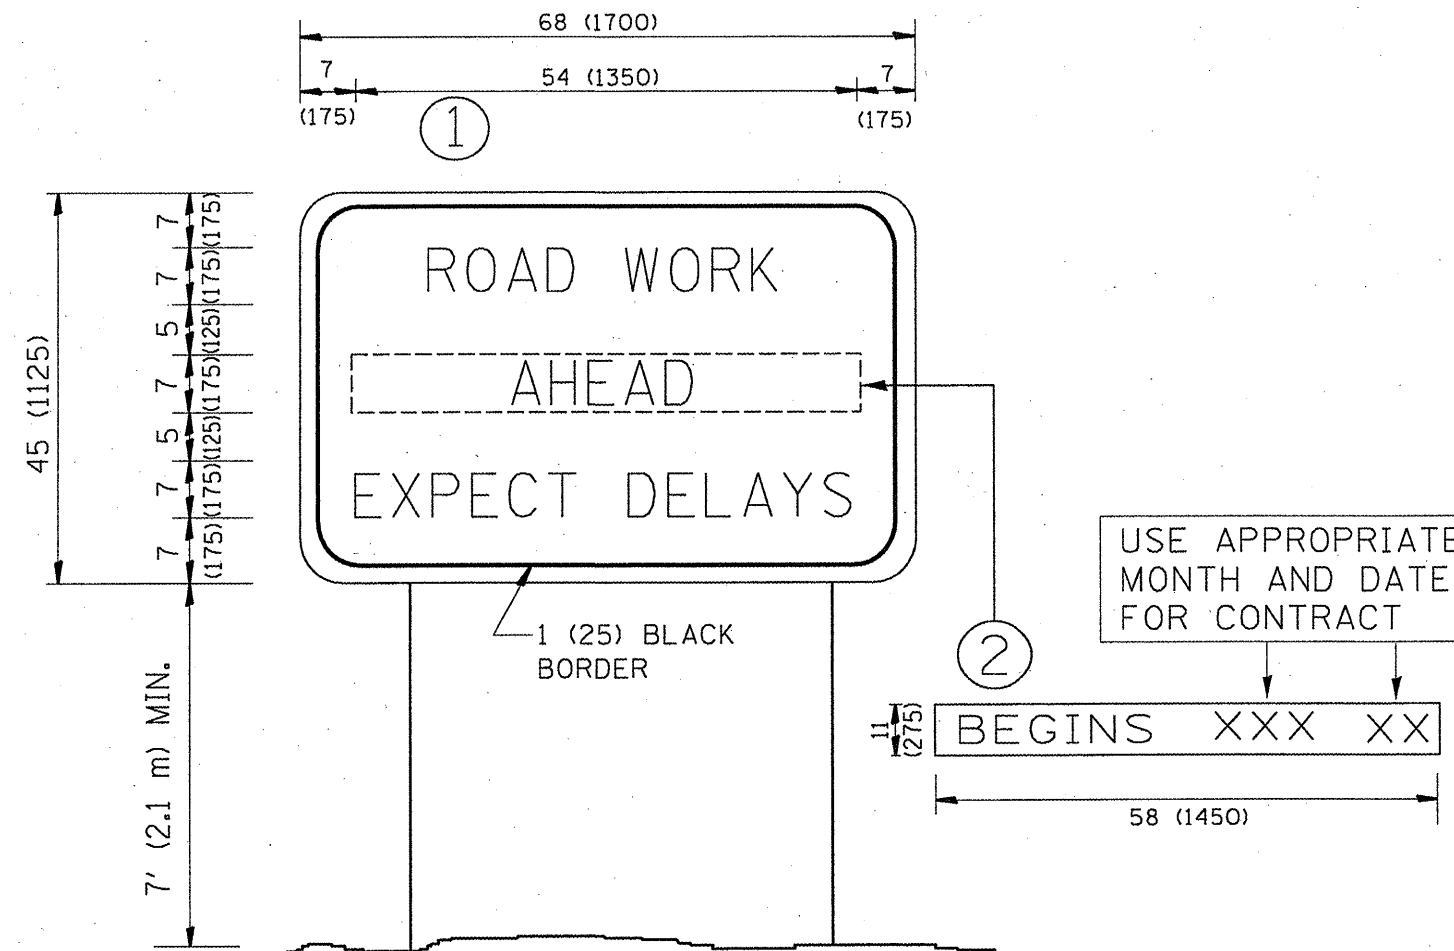 68 (1700)
7
54 (1350)
7
(175)
(175)
1
45 (1125)
7 (175)
7 (175)
5 (125)
7 (175)
5 (125)
7 (175)
7 (175)
ROAD WORK
AHEAD
EXPECT DELAYS
1 (25) BLACK
BORDER
7' (2.1 m) MIN.
USE APPROPRIATE
MONTH AND DATE
FOR CONTRACT
2
11
(275)
BEGINS XXX XX
58 (1450)